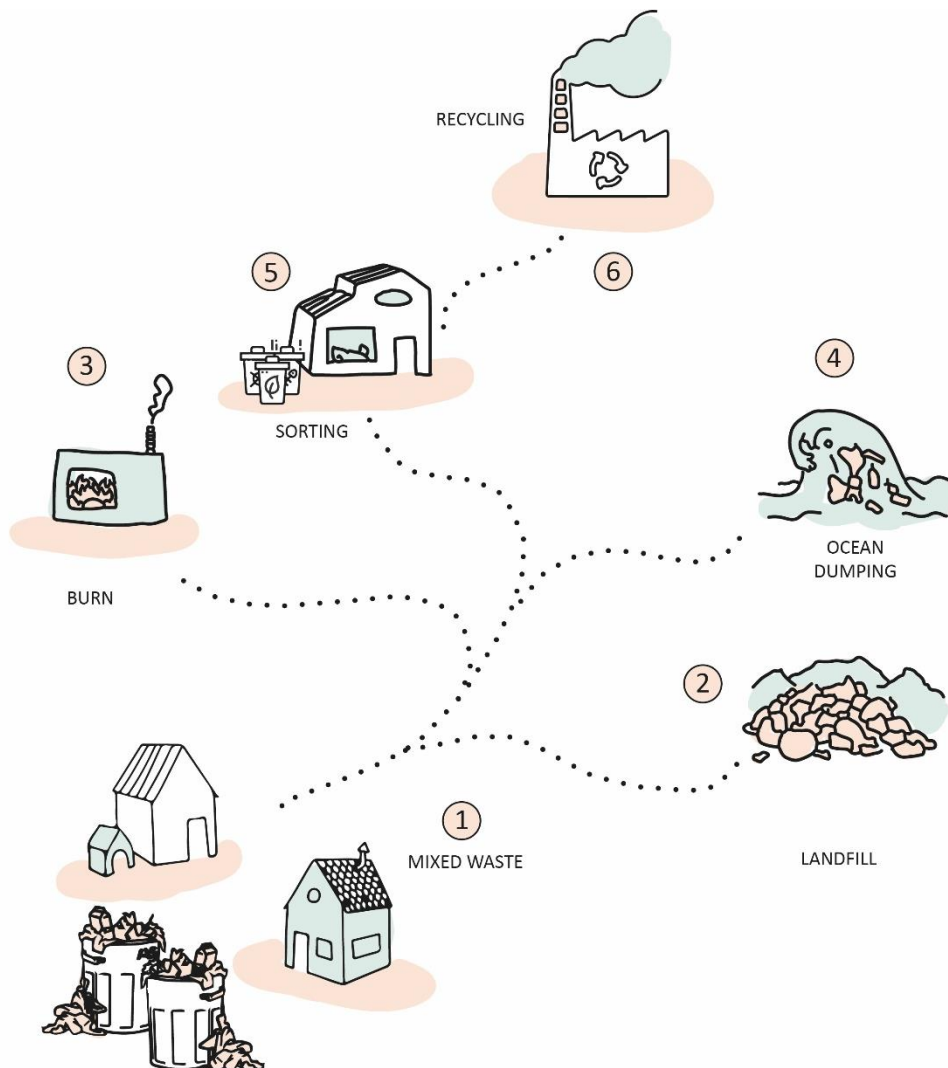 RECYCLING
6
5
SORTING
3
BURN
4
OCEAN
DUMPING
2
LANDFILL
1
MIXED WASTE